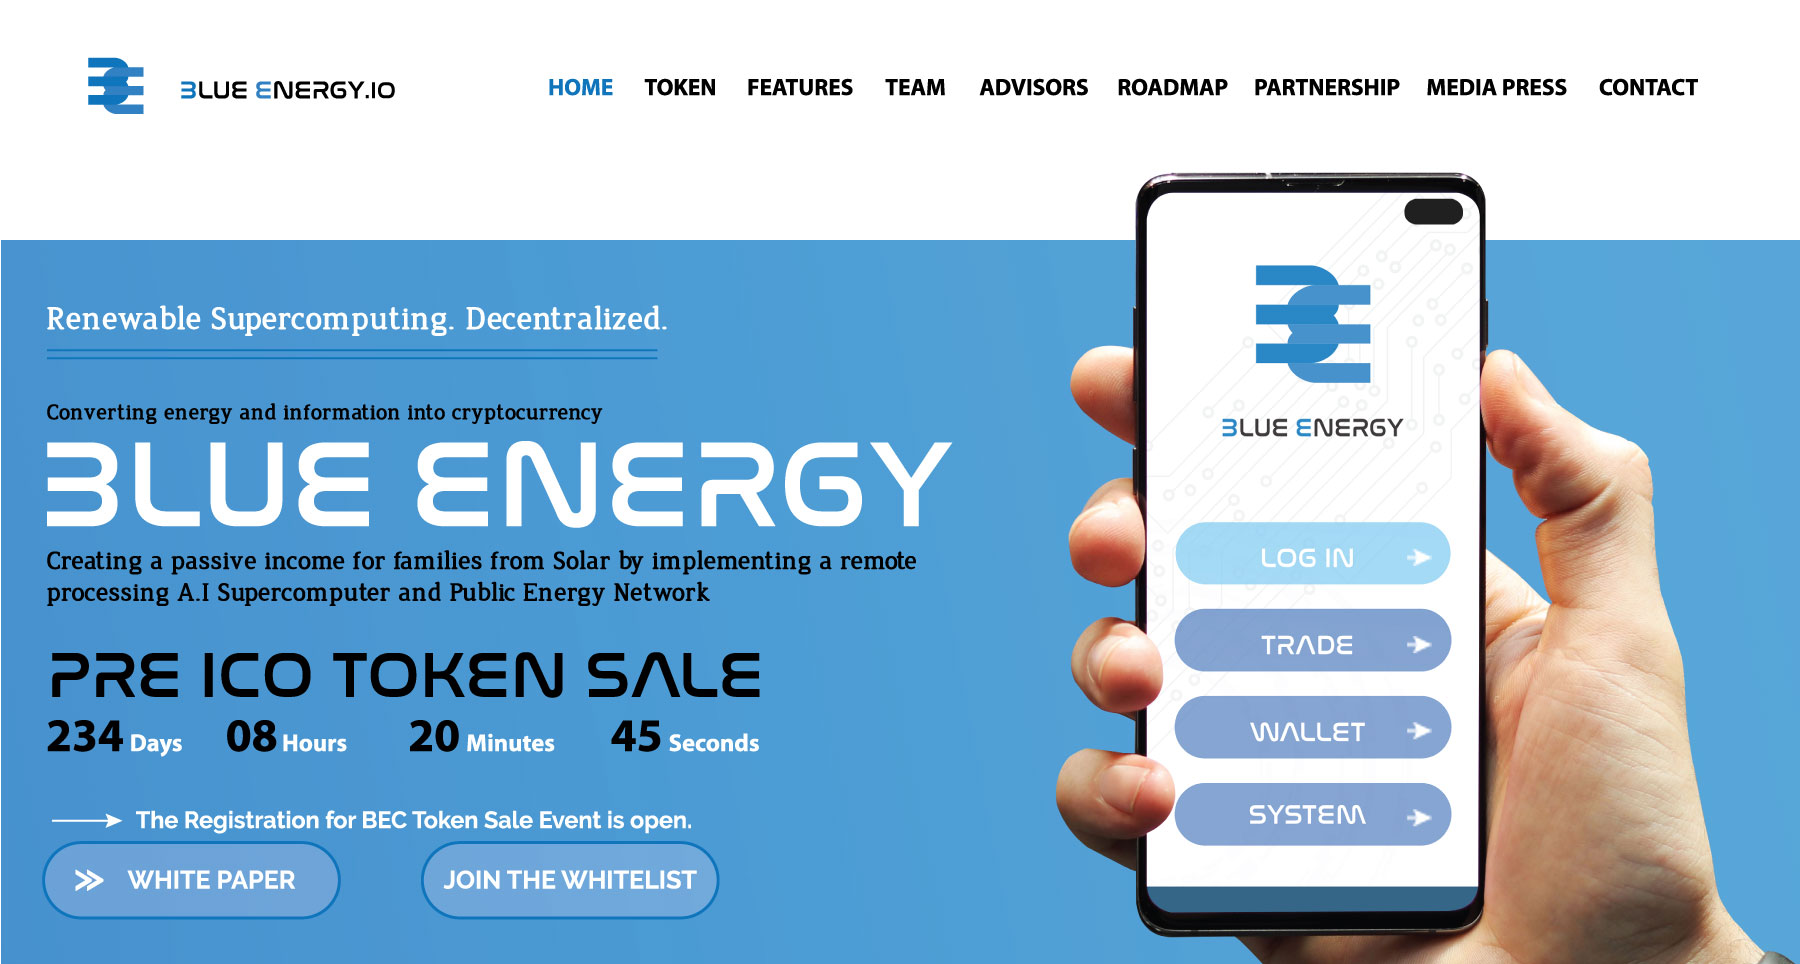 BLUE ENERGY.IO
HOME TOKEN FEATURES TEAM ADVISORS ROADMAP PARTNERSHIP MEDIA PRESS CONTACT
Renewable Supercomputing. Decentralized.
Converting energy and information into cryptocurrency
BLUE ENERGY
Creating a passive income for families from Solar by implementing a remote
processing A.I Supercomputer and Public Energy Network
PRE ICO TOKEN SALE
234 Days 08 Hours 20 Minutes 45 Seconds
The Registration for BEC Token Sale Event is open.
WHITE PAPER
JOIN THE WHITELIST
BLUE ENERGY
LOG IN
TRADE
WALLET
SYSTEM